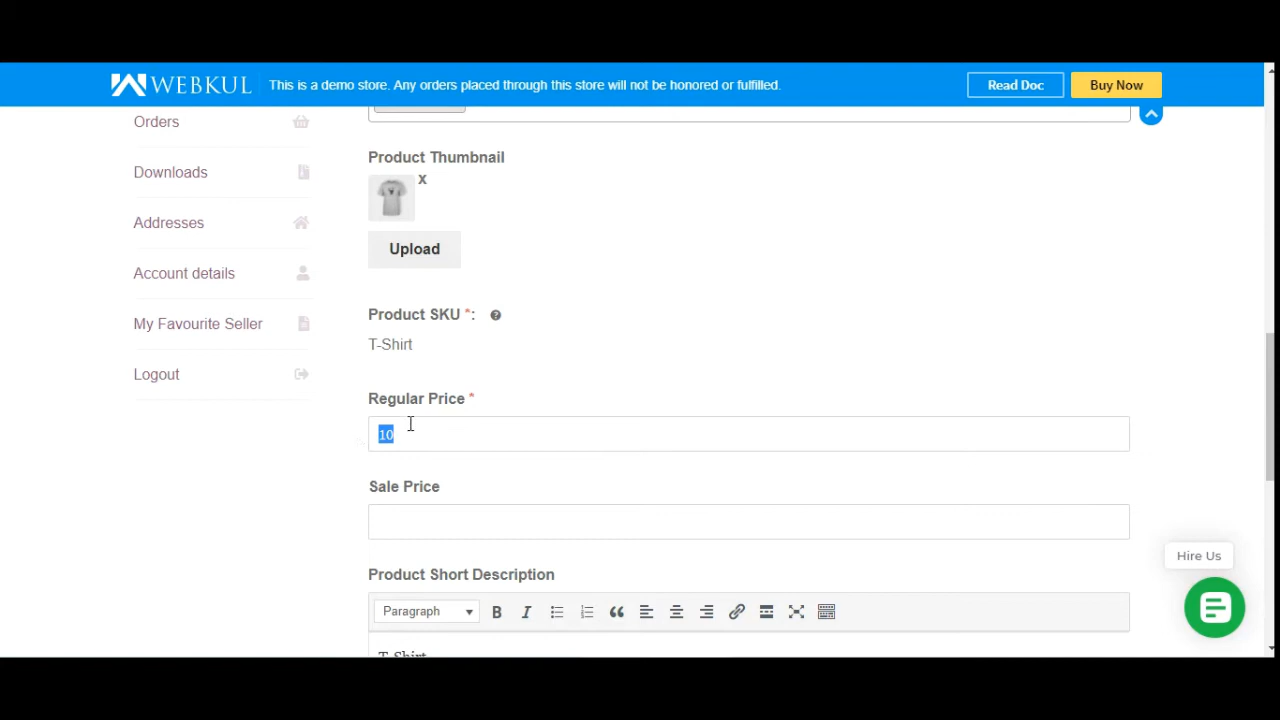 WEBKUL This is a demo store. Any orders placed through this store will not be honored or fulfilled. Read Doc Buy Now
Orders
Downloads
Addresses
Account details
My Favourite Seller
Logout
Product Thumbnail
x
Upload
Product SKU *:
T-Shirt
Regular Price *
10
Sale Price
Product Short Description
Paragraph
T-Shirt
Hire Us